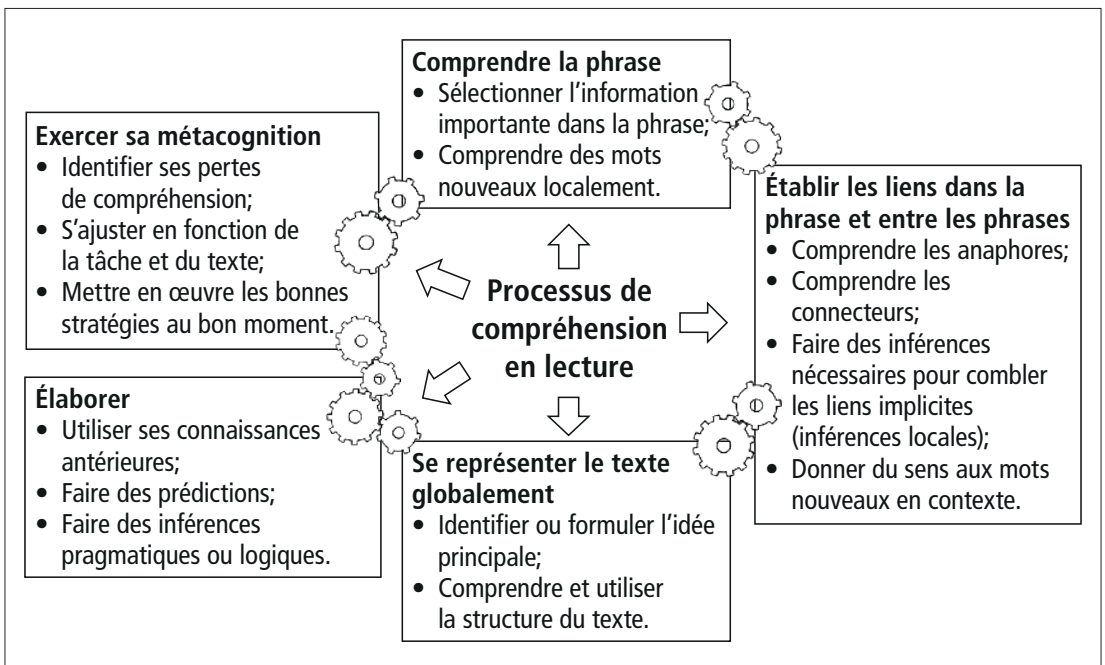 Comprendre la phrase
• Sélectionner l'information
importante dans la phrase;
• Comprendre des mots
nouveaux localement.
Exercer sa métacognition
• Identifier ses pertes
de compréhension;
• S'ajuster en fonction de
la tâche et du texte;
• Mettre en œuvre les bonnes
stratégies au bon moment.
Établir les liens dans la
phrase et entre les phrases
• Comprendre les anaphores;
• Comprendre les
connecteurs;
• Faire des inférences
nécessaires pour combler
les liens implicites
(inférences locales);
• Donner du sens aux mots
nouveaux en contexte.
Processus de
compréhension
en lecture
Élaborer
• Utiliser ses connaissances
antérieures;
• Faire des prédictions;
• Faire des inférences
pragmatiques ou logiques.
Se représenter le texte
globalement
• Identifier ou formuler l'idée
principale;
• Comprendre et utiliser
la structure du texte.